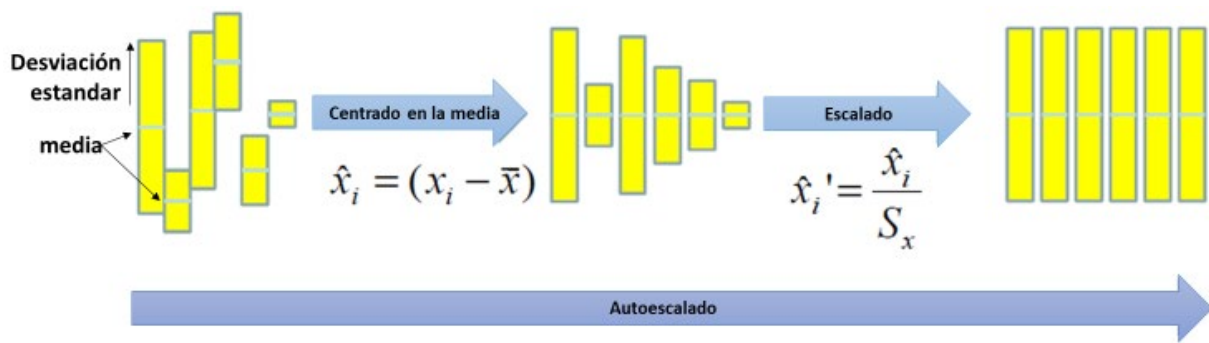 Desviación
estandar
media
Centrado en la media
x̂ᵢ = (xᵢ − x̄)
Escalado
x̂ᵢ' = x̂ᵢ / Sₓ
Autoescalado